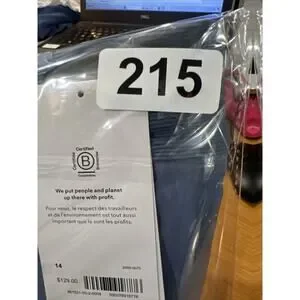 215
Certified
B
Corporation
We put people and planet
up there with profit.
Pour nous, le respect des travailleurs
et de l'environnement est tout aussi
important que le sont les profits.
14
$129.00